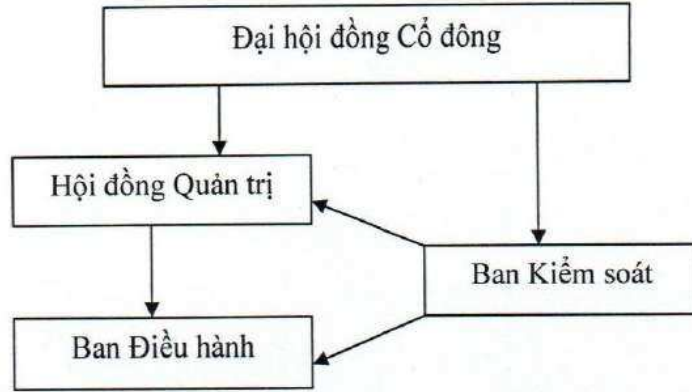 Đại hội đồng Cổ đông
Hội đồng Quản trị
Ban Kiểm soát
Ban Điều hành